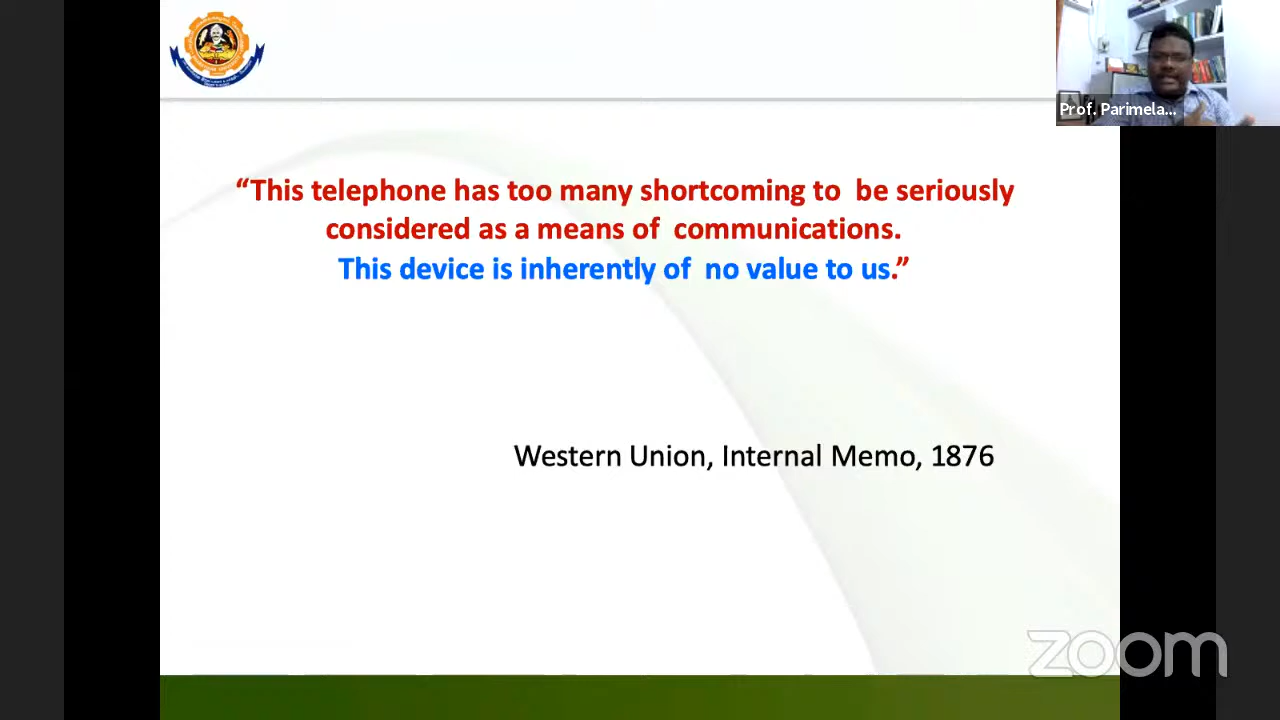 Prof. Parimela...
“This telephone has too many shortcoming to be seriously
considered as a means of communications.
This device is inherently of no value to us.”
Western Union, Internal Memo, 1876
zoom